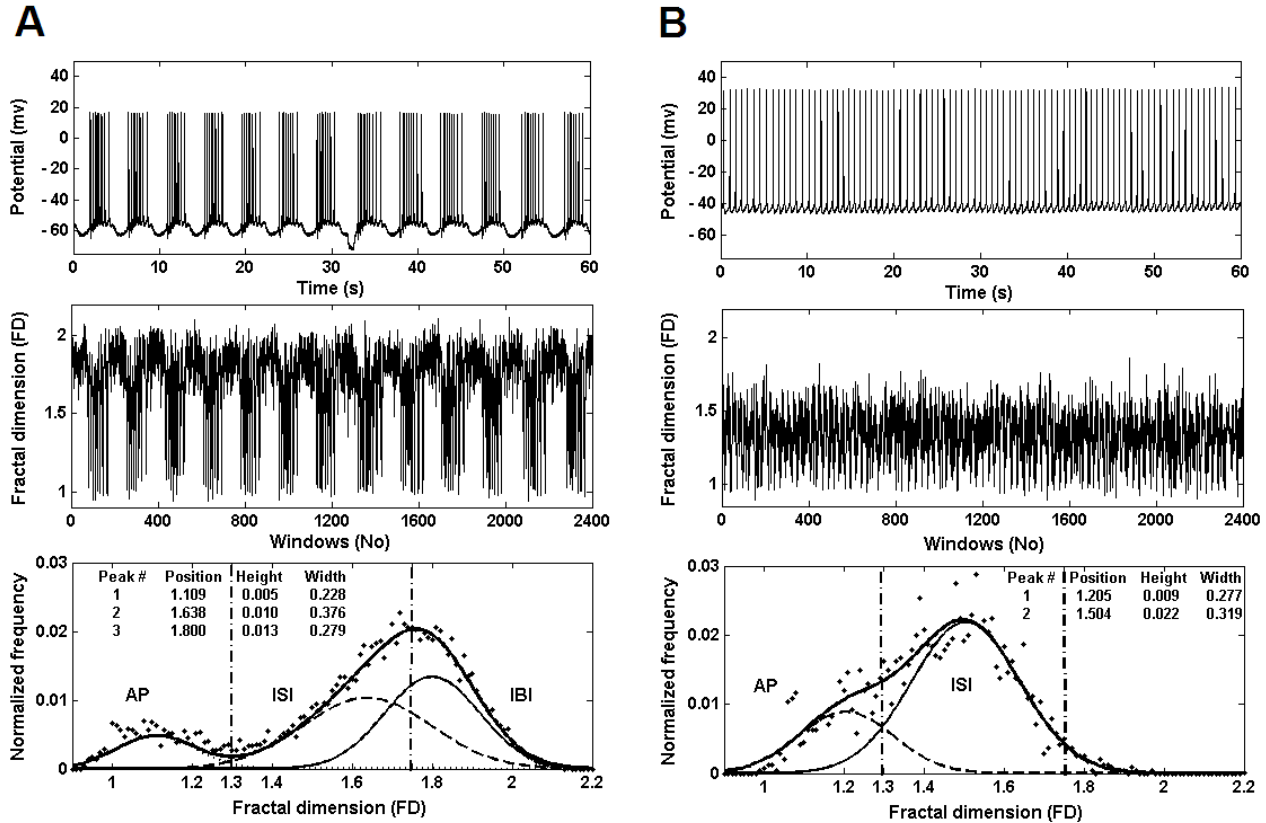 A
B
Potential (mv)
40
20
0
- 20
- 40
- 60
0 10 20 30 40 50 60
Time (s)
Potential (mv)
40
20
0
- 20
- 40
- 60
0 10 20 30 40 50 60
Time (s)
Fractal dimension (FD)
2
1.5
1
0 400 800 1200 1600 2000 2400
Windows (No)
Fractal dimension (FD)
2
1.5
1
0 400 800 1200 1600 2000 2400
Windows (No)
Normalized frequency
0.03
0.02
0.01
0
Peak # Position Height Width
1 1.109 0.005 0.228
2 1.638 0.010 0.376
3 1.800 0.013 0.279
AP ISI IBI
1 1.2 1.3 1.4 1.6 1.8 2 2.2
Fractal dimension (FD)
Normalized frequency
0.03
0.02
0.01
0
Peak # Position Height Width
1 1.205 0.009 0.277
2 1.504 0.022 0.319
AP ISI
1 1.2 1.3 1.4 1.6 1.8 2 2.2
Fractal dimension (FD)